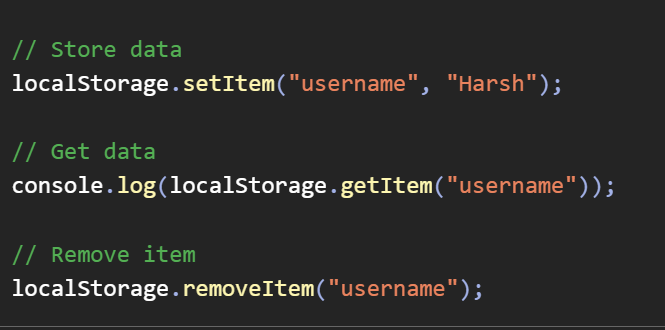 // Store data
localStorage.setItem("username", "Harsh");
// Get data
console.log(localStorage.getItem("username"));
// Remove item
localStorage.removeItem("username");